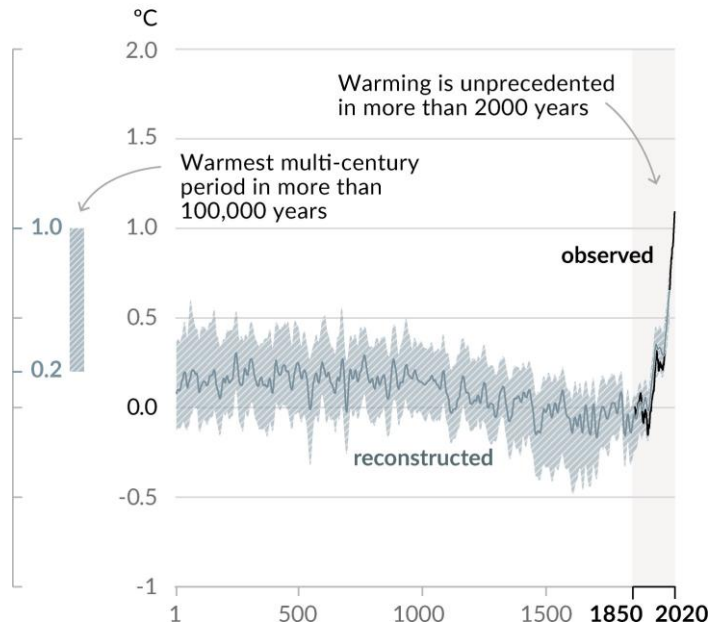 ºC
2.0
Warming is unprecedented
in more than 2000 years
1.5
Warmest multi-century
period in more than
100,000 years
1.0
1.0
observed
0.5
0.2
0.0
reconstructed
-0.5
-1
1
500
1000
1500
1850
2020